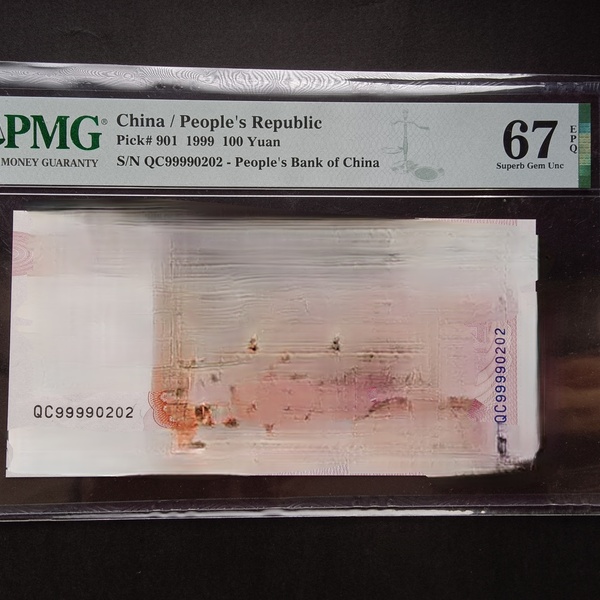 PMG®
MONEY GUARANTY
China / People's Republic
Pick# 901 1999 100 Yuan
S/N QC99990202 - People's Bank of China
67
Superb Gem Unc
EPQ
QC99990202
QC99990202